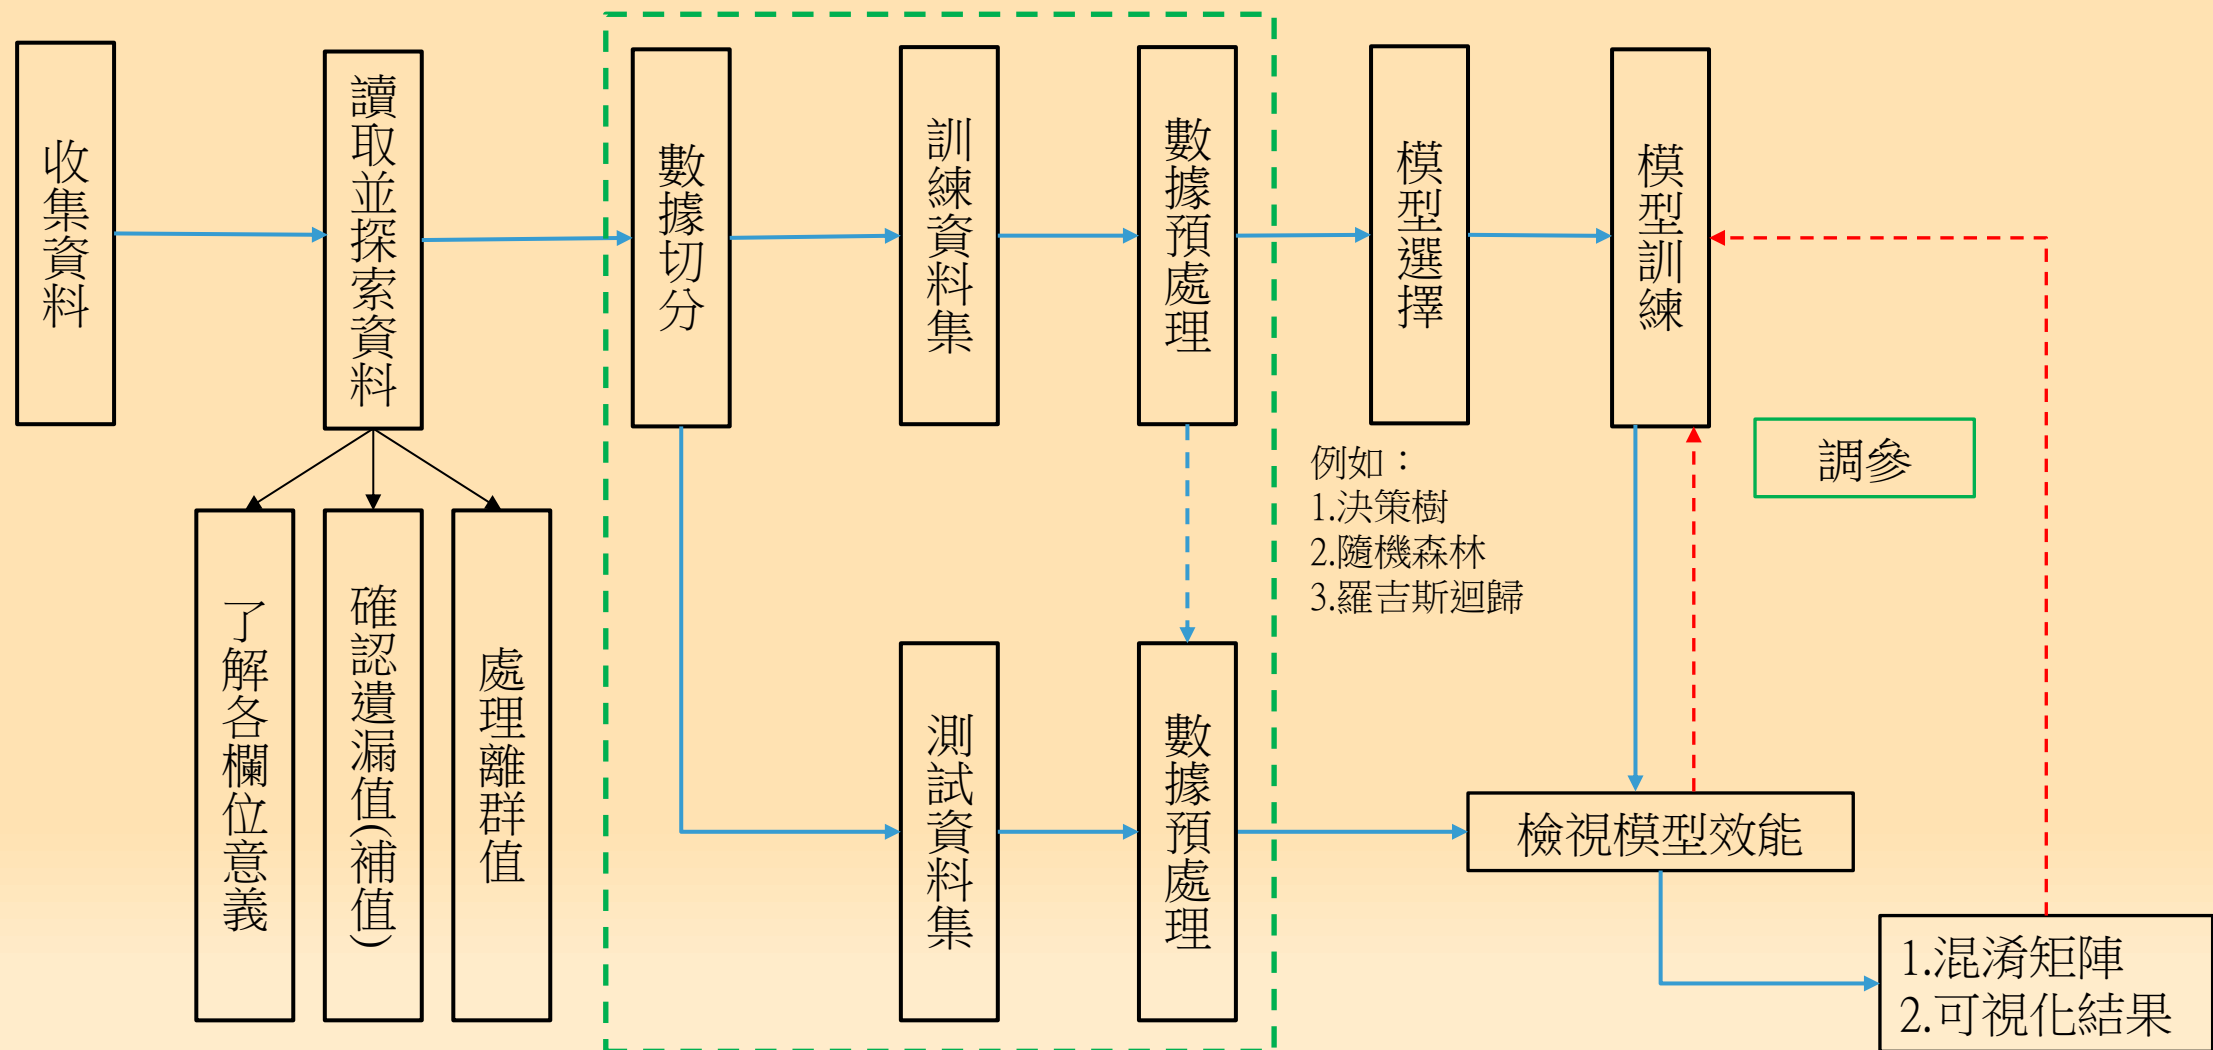 收集資料
讀取並探索資料
數據切分
訓練資料集
數據預處理
模型選擇
模型訓練
調參
例如：
1.決策樹
2.隨機森林
3.羅吉斯迴歸
了解各欄位意義
確認遺漏值(補值)
處理離群值
測試資料集
數據預處理
檢視模型效能
1.混淆矩陣
2.可視化結果